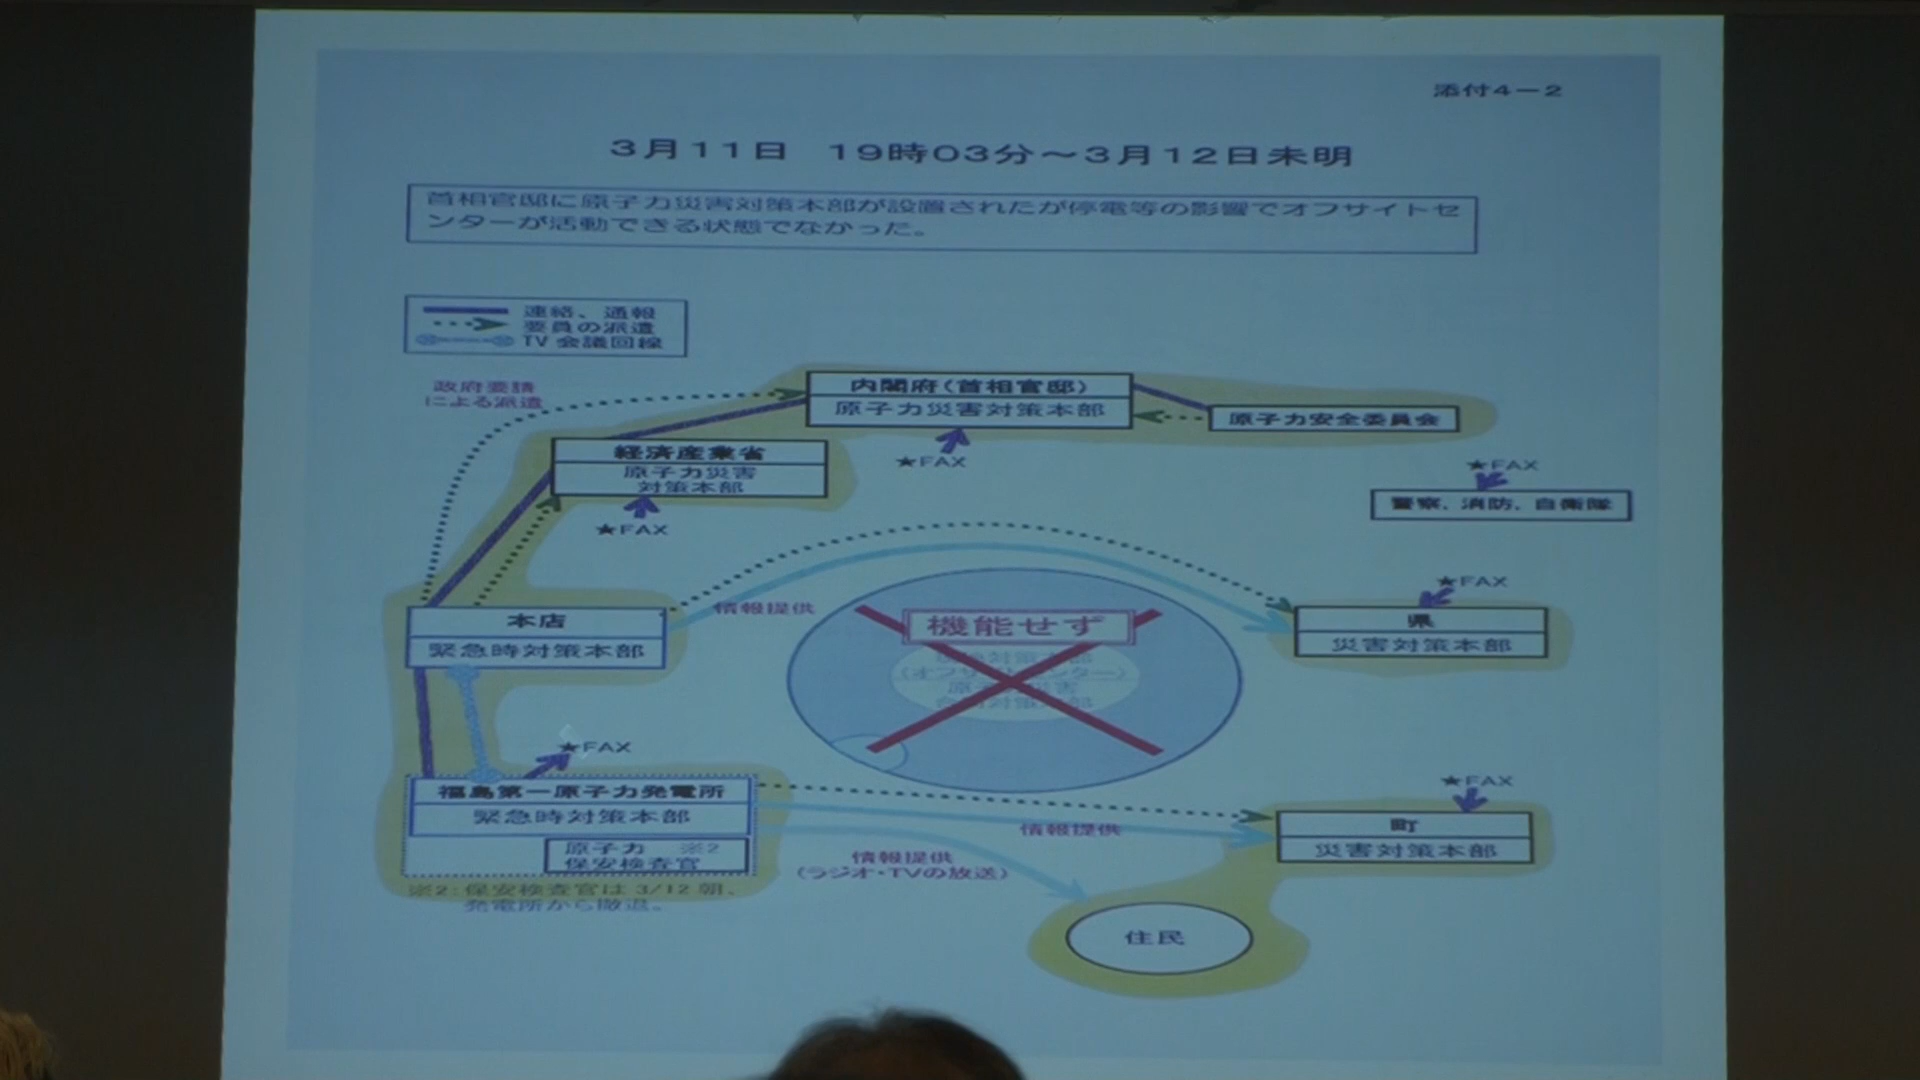 添付4-2
3月11日 19時03分～3月12日未明
首相官邸に原子力災害対策本部が設置されたが停電等の影響でオフサイトセ
ンターが活動できる状態でなかった。
連絡、通報
要員の派遣
TV会議回線
政府要請
による派遣
内閣府(首相官邸)
原子力災害対策本部
原子力安全委員会
★FAX
経済産業省
原子力災害
対策本部
★FAX
★FAX
警察、消防、自衛隊
本店
緊急時対策本部
情報提供
機能せず
(オフサイトセンター)
★FAX
県
災害対策本部
★FAX
福島第一原子力発電所
緊急時対策本部
原子力 ※2
保安検査官
※2:保安検査官は3/12朝、
発電所から撤退。
情報提供
情報提供
(ラジオ・TVの放送)
★FAX
町
災害対策本部
住民